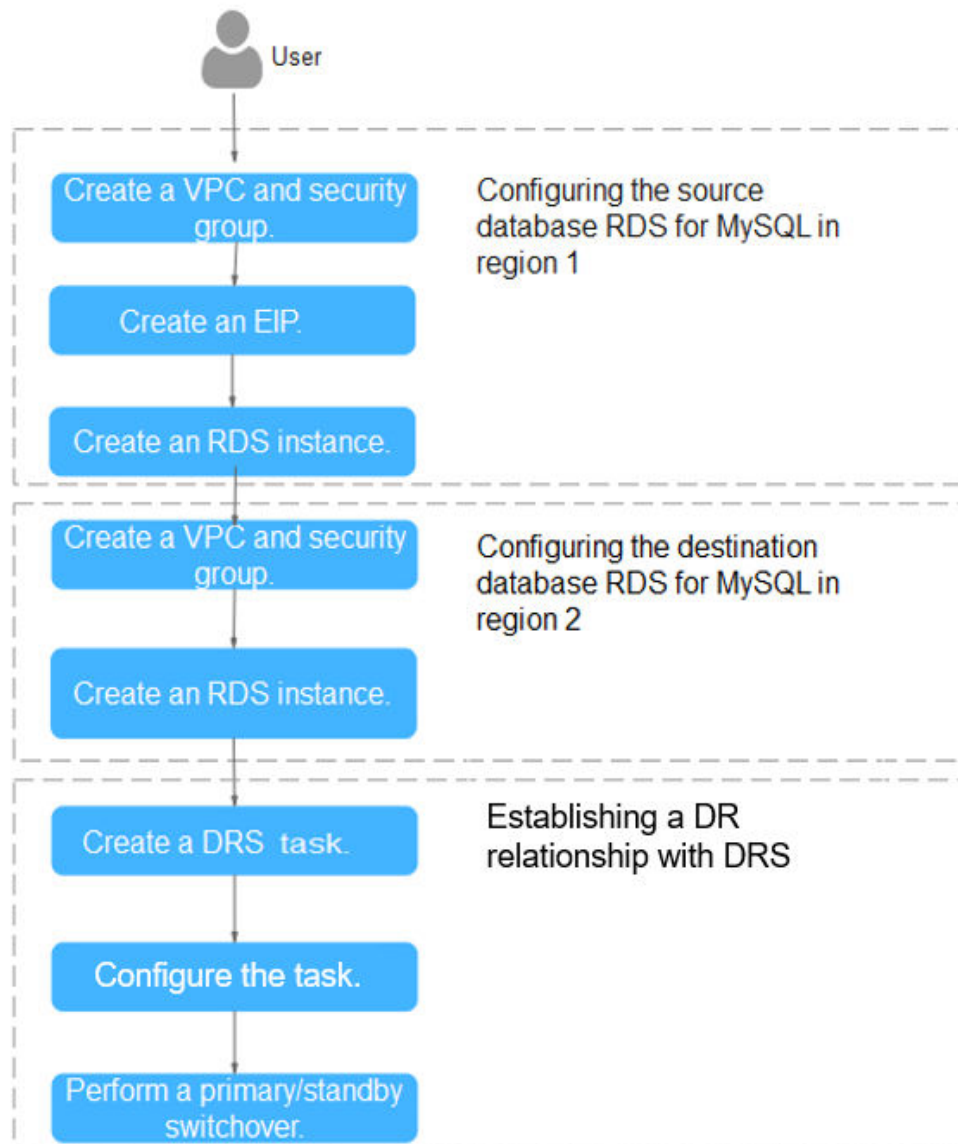 User
Create a VPC and security
group.
Configuring the source
database RDS for MySQL in
region 1
Create an EIP.
Create an RDS instance.
Create a VPC and security
group.
Configuring the destination
database RDS for MySQL in
region 2
Create an RDS instance.
Create a DRS task.
Establishing a DR
relationship with DRS
Configure the task.
Perform a primary/standby
switchover.